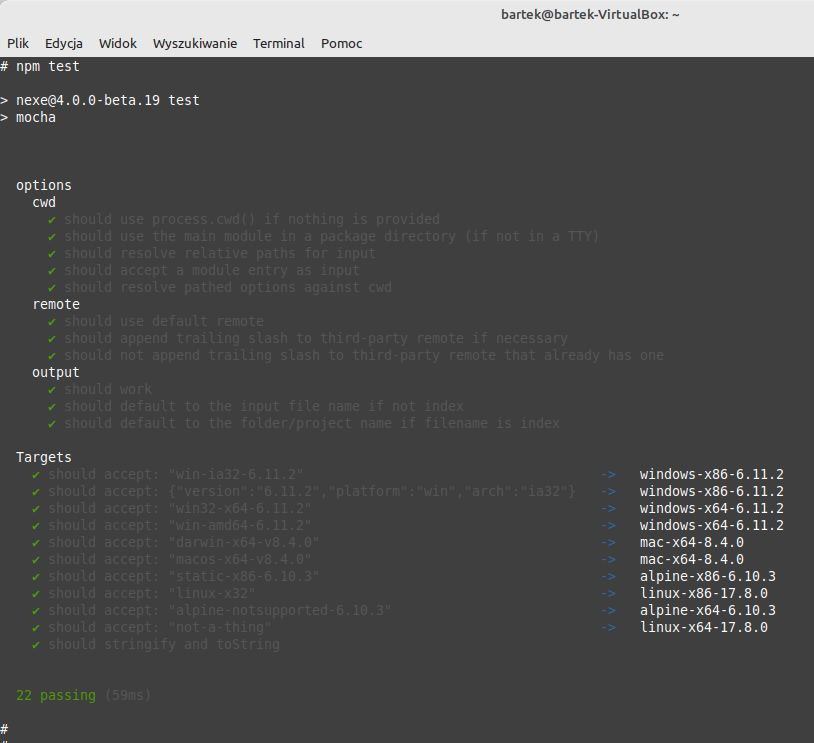 bartek@bartek-VirtualBox: ~
Plik Edycja Widok Wyszukiwanie Terminal Pomoc
# npm test
> nexe@4.0.0-beta.19 test
> mocha
options
cwd
✔ should use process.cwd() if nothing is provided
✔ should use the main module in a package directory (if not in a TTY)
✔ should resolve relative paths for input
✔ should accept a module entry as input
✔ should resolve pathed options against cwd
remote
✔ should use default remote
✔ should append trailing slash to third-party remote if necessary
✔ should not append trailing slash to third-party remote that already has one
output
✔ should work
✔ should default to the input file name if not index
✔ should default to the folder/project name if filename is index
Targets
✔ should accept: "win-ia32-6.11.2" -> windows-x86-6.11.2
✔ should accept: {"version":"6.11.2","platform":"win","arch":"ia32"} -> windows-x86-6.11.2
✔ should accept: "win32-x64-6.11.2" -> windows-x64-6.11.2
✔ should accept: "win-amd64-6.11.2" -> windows-x64-6.11.2
✔ should accept: "darwin-x64-v8.4.0" -> mac-x64-8.4.0
✔ should accept: "macos-x64-v8.4.0" -> mac-x64-8.4.0
✔ should accept: "static-x86-6.10.3" -> alpine-x86-6.10.3
✔ should accept: "linux-x32" -> linux-x86-17.8.0
✔ should accept: "alpine-notsupported-6.10.3" -> alpine-x64-6.10.3
✔ should accept: "not-a-thing" -> linux-x64-17.8.0
✔ should stringify and toString
22 passing (59ms)
#